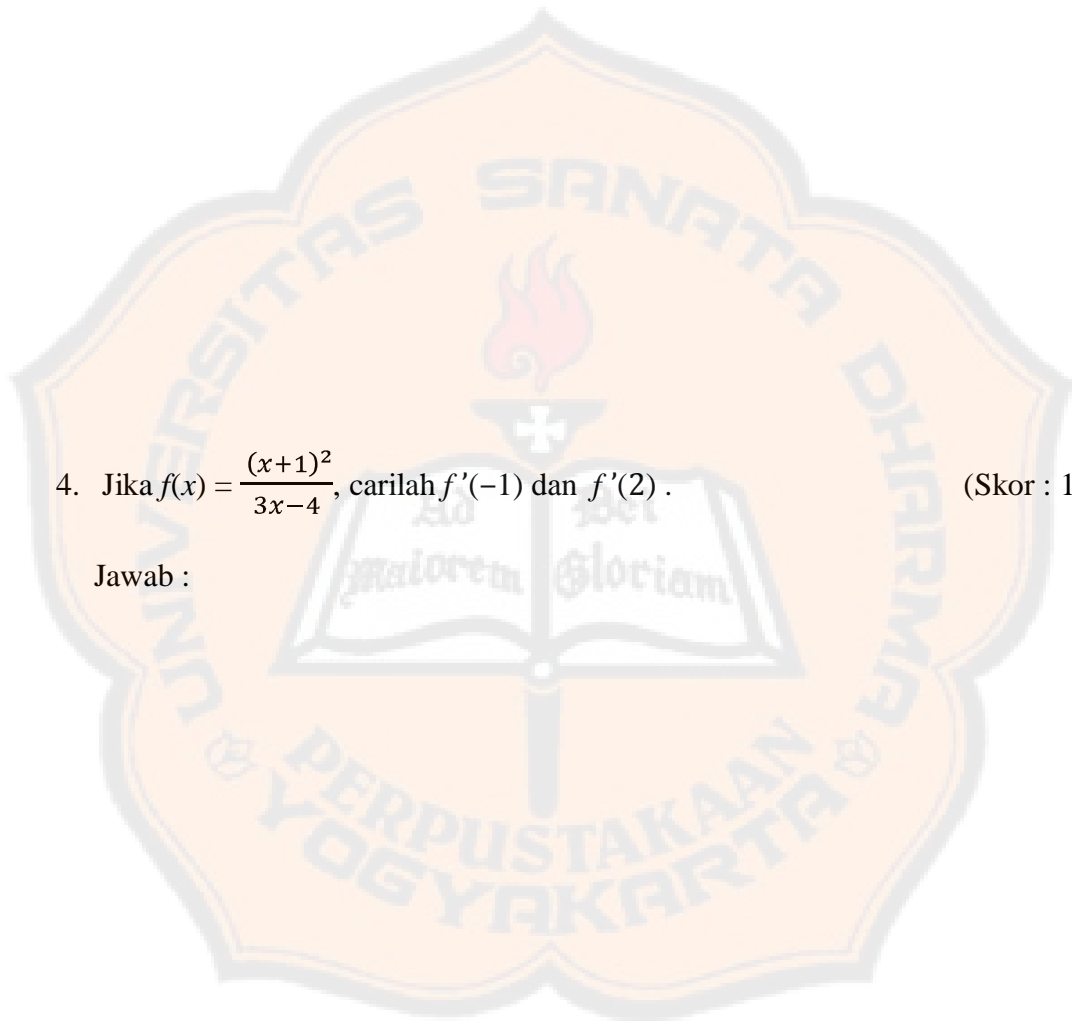 UNIVERSITAS SANATA DHARMA
4. Jika f(x) = (x+1)²/3x−4, carilah f ′(−1) dan f ′(2) . (Skor : 1
Ad Dei
Maiorem Gloriam
Jawab :
PERPUSTAKAAN
YOGYAKARTA